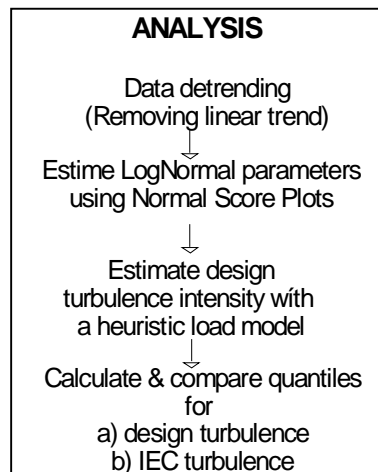 ANALYSIS
Data detrending
(Removing linear trend)
Estime LogNormal parameters
using Normal Score Plots
Estimate design
turbulence intensity wíth
a heuristic load model
Calculate & compare quantiles
for
a) design turbulence
b) IEC turbulence